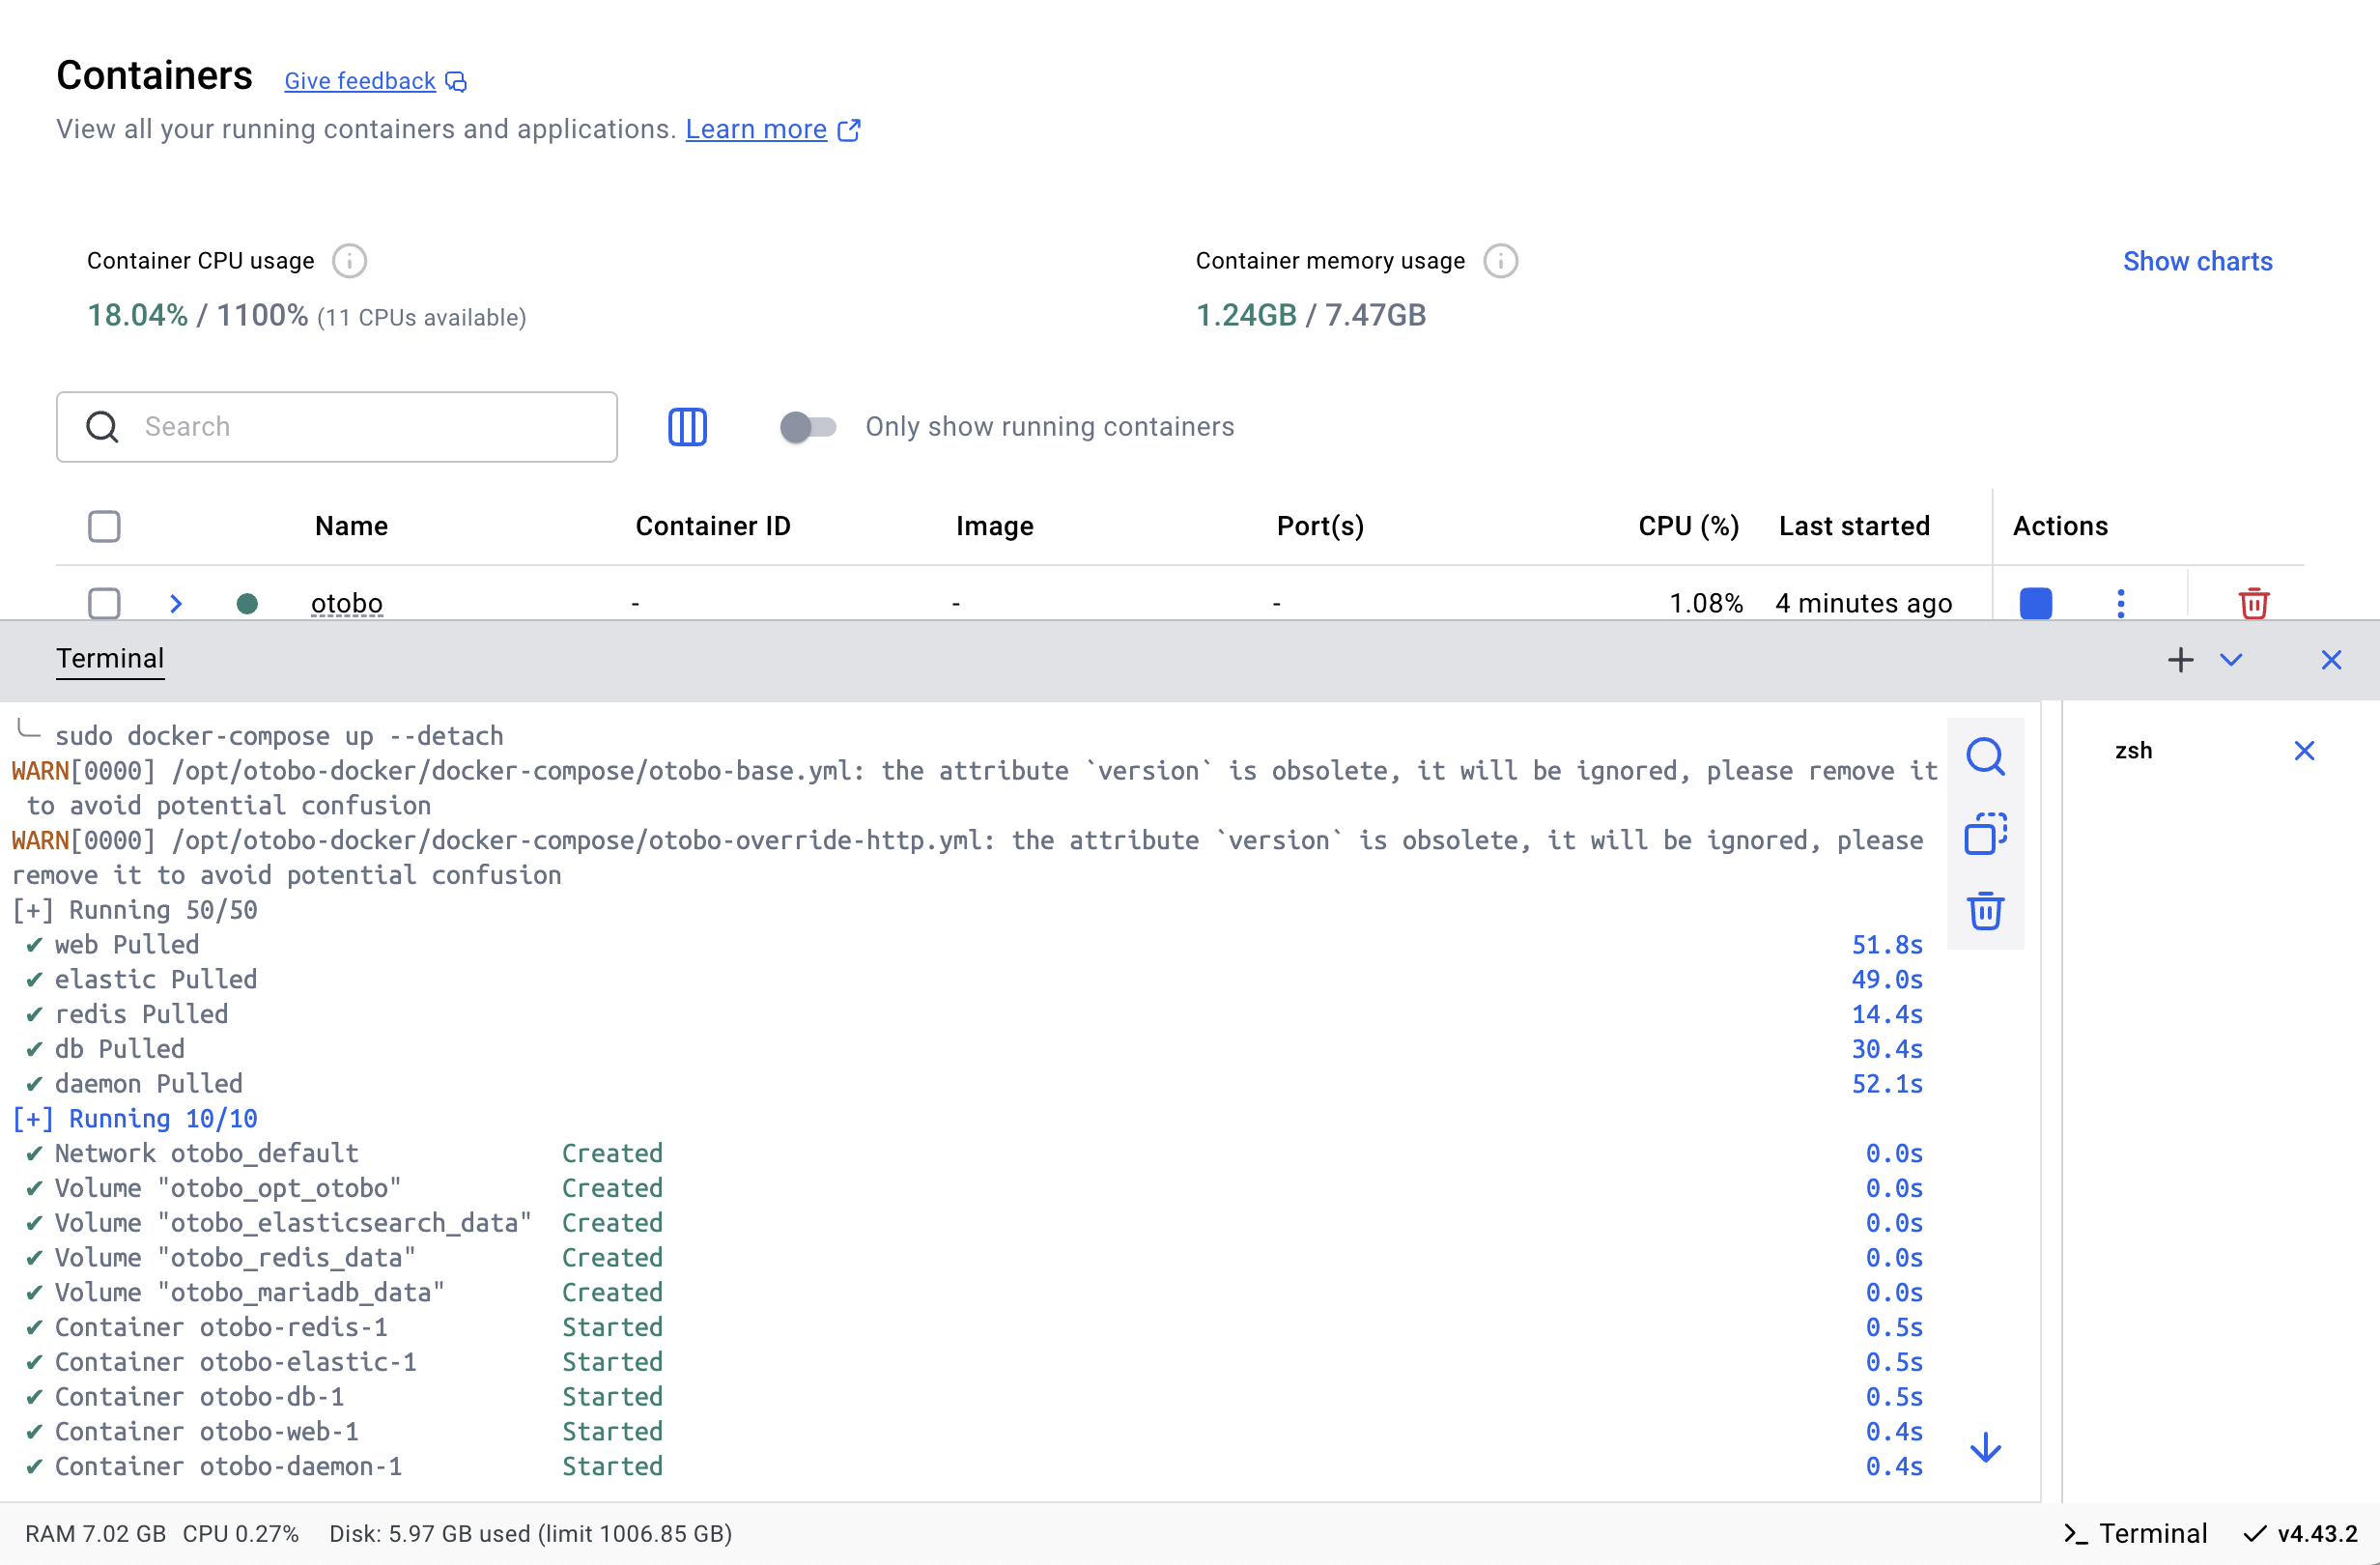 Containers Give feedback
View all your running containers and applications. Learn more
Container CPU usage
18.04% / 1100% (11 CPUs available)
Container memory usage
1.24GB / 7.47GB
Show charts
Search
Only show running containers
Name Container ID Image Port(s) CPU (%) Last started Actions
otobo - - - 1.08% 4 minutes ago
Terminal
sudo docker-compose up --detach
WARN[0000] /opt/otobo-docker/docker-compose/otobo-base.yml: the attribute `version` is obsolete, it will be ignored, please remove it
to avoid potential confusion
WARN[0000] /opt/otobo-docker/docker-compose/otobo-override-http.yml: the attribute `version` is obsolete, it will be ignored, please
remove it to avoid potential confusion
[+] Running 50/50
✔ web Pulled 51.8s
✔ elastic Pulled 49.0s
✔ redis Pulled 14.4s
✔ db Pulled 30.4s
✔ daemon Pulled 52.1s
[+] Running 10/10
✔ Network otobo_default Created 0.0s
✔ Volume "otobo_opt_otobo" Created 0.0s
✔ Volume "otobo_elasticsearch_data" Created 0.0s
✔ Volume "otobo_redis_data" Created 0.0s
✔ Volume "otobo_mariadb_data" Created 0.0s
✔ Container otobo-redis-1 Started 0.5s
✔ Container otobo-elastic-1 Started 0.5s
✔ Container otobo-db-1 Started 0.5s
✔ Container otobo-web-1 Started 0.4s
✔ Container otobo-daemon-1 Started 0.4s
zsh
RAM 7.02 GB CPU 0.27% Disk: 5.97 GB used (limit 1006.85 GB)
Terminal v4.43.2